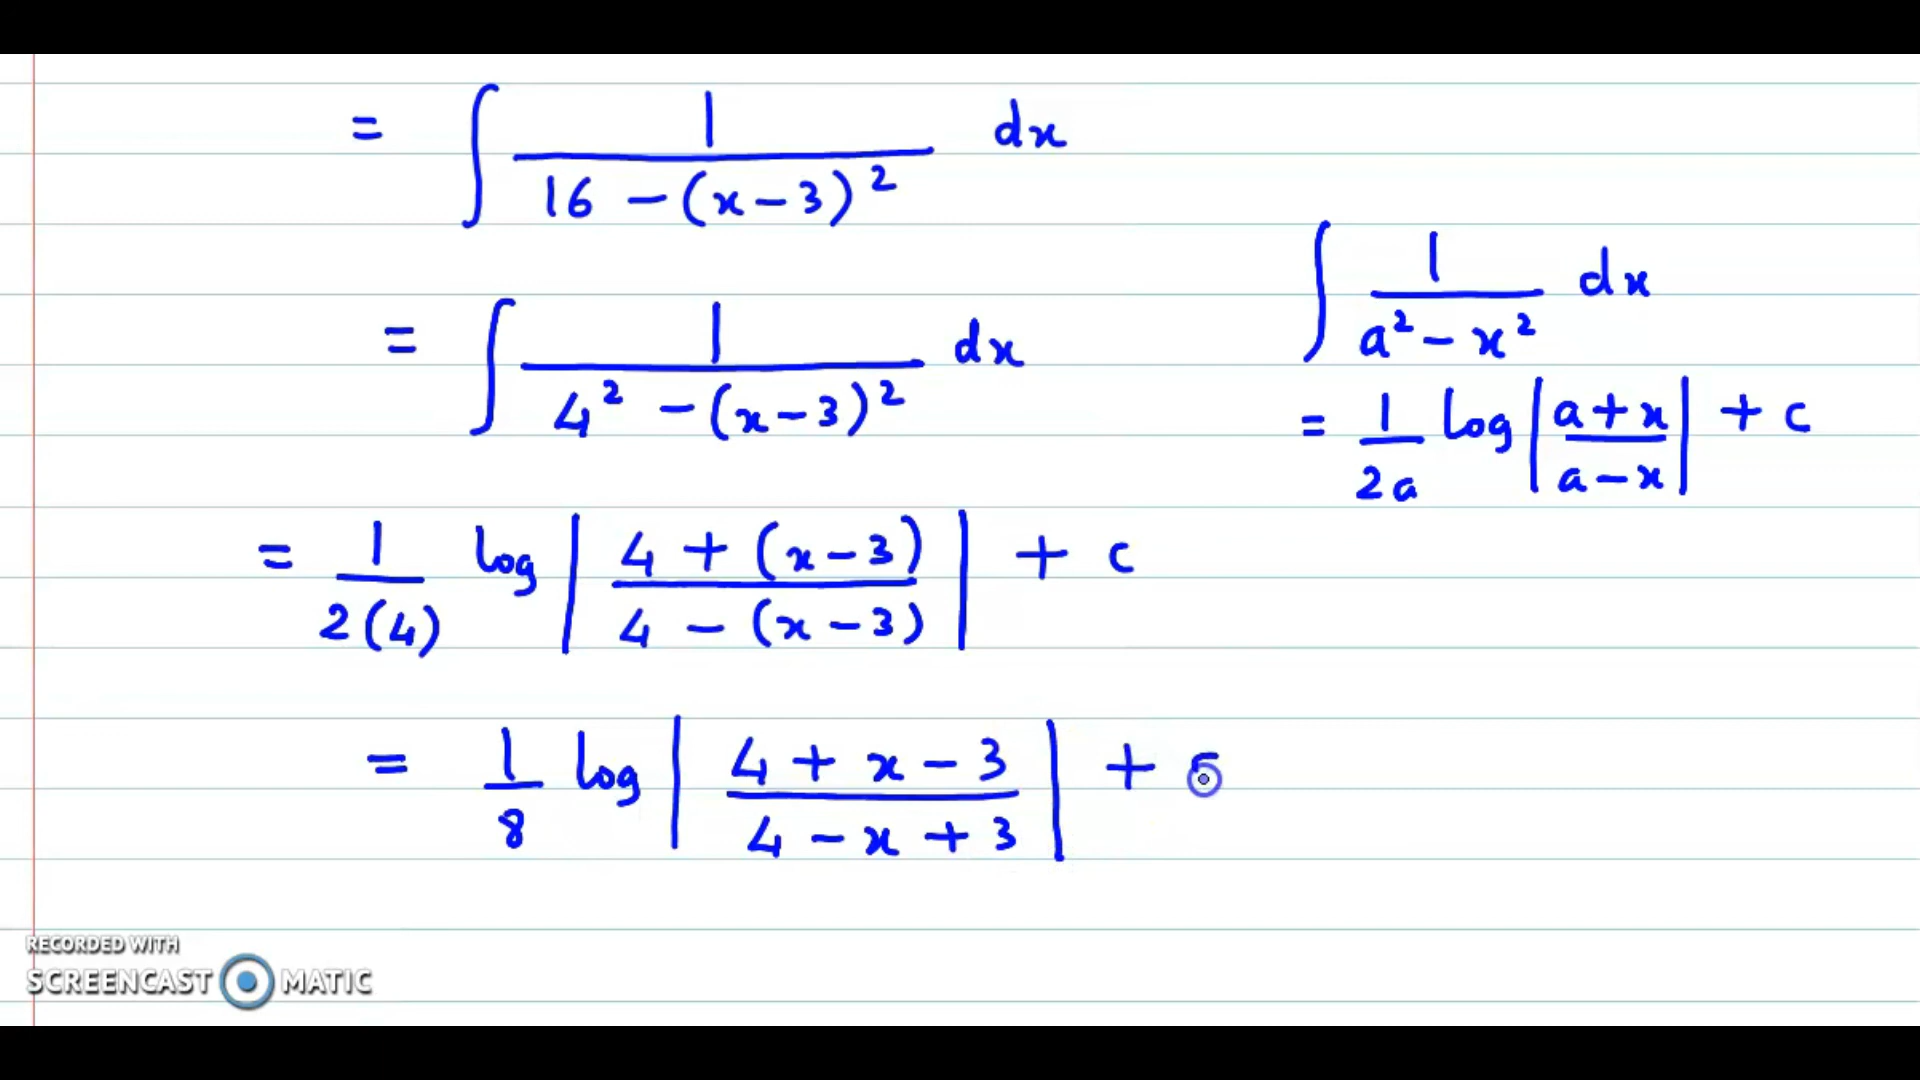 = ∫ 1/(16 − (x−3)²) dx
= ∫ 1/(4² − (x−3)²) dx
∫ 1/(a² − x²) dx
= 1/2a log |(a+x)/(a−x)| + c
= 1/2(4) log |(4 + (x−3))/(4 − (x−3))| + c
= 1/8 log |(4 + x − 3)/(4 − x + 3)| +
RECORDED WITH
SCREENCAST MATIC